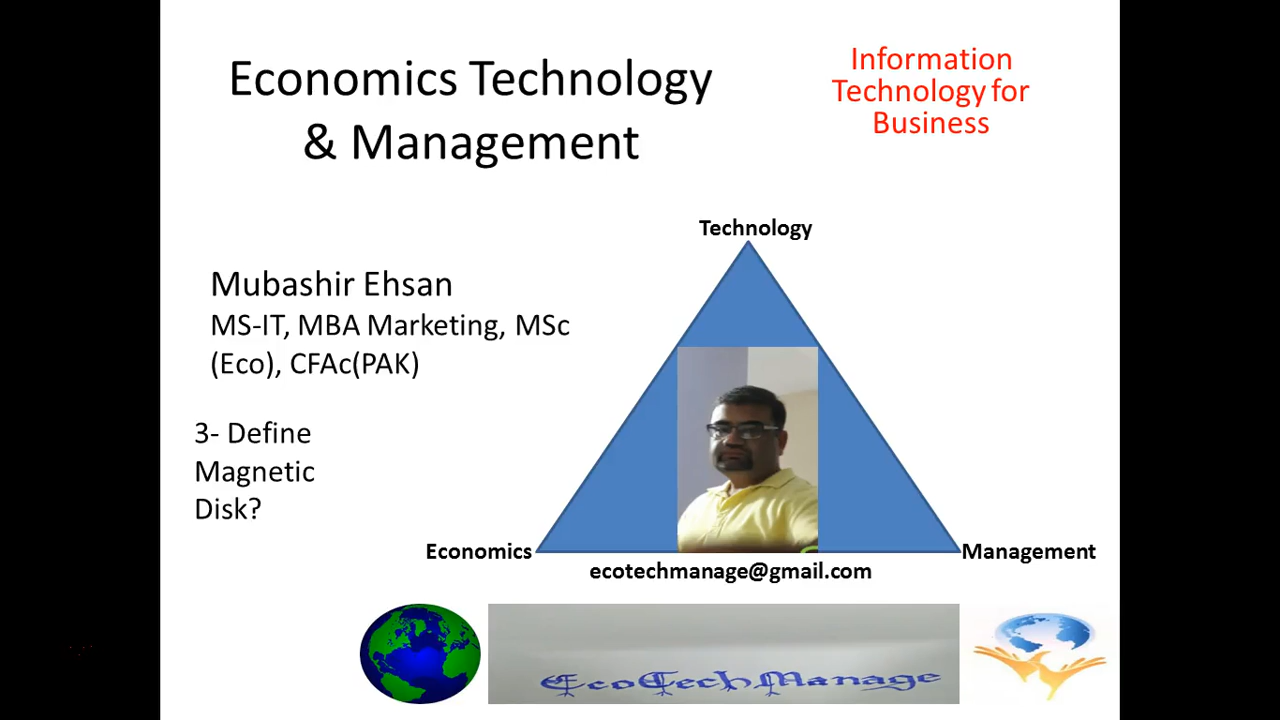 Economics Technology
& Management
Information
Technology for
Business
Technology
Mubashir Ehsan
MS-IT, MBA Marketing, MSc
(Eco), CFAc(PAK)
3- Define
Magnetic
Disk?
Economics
Management
ecotechmanage@gmail.com
EcoTechManage